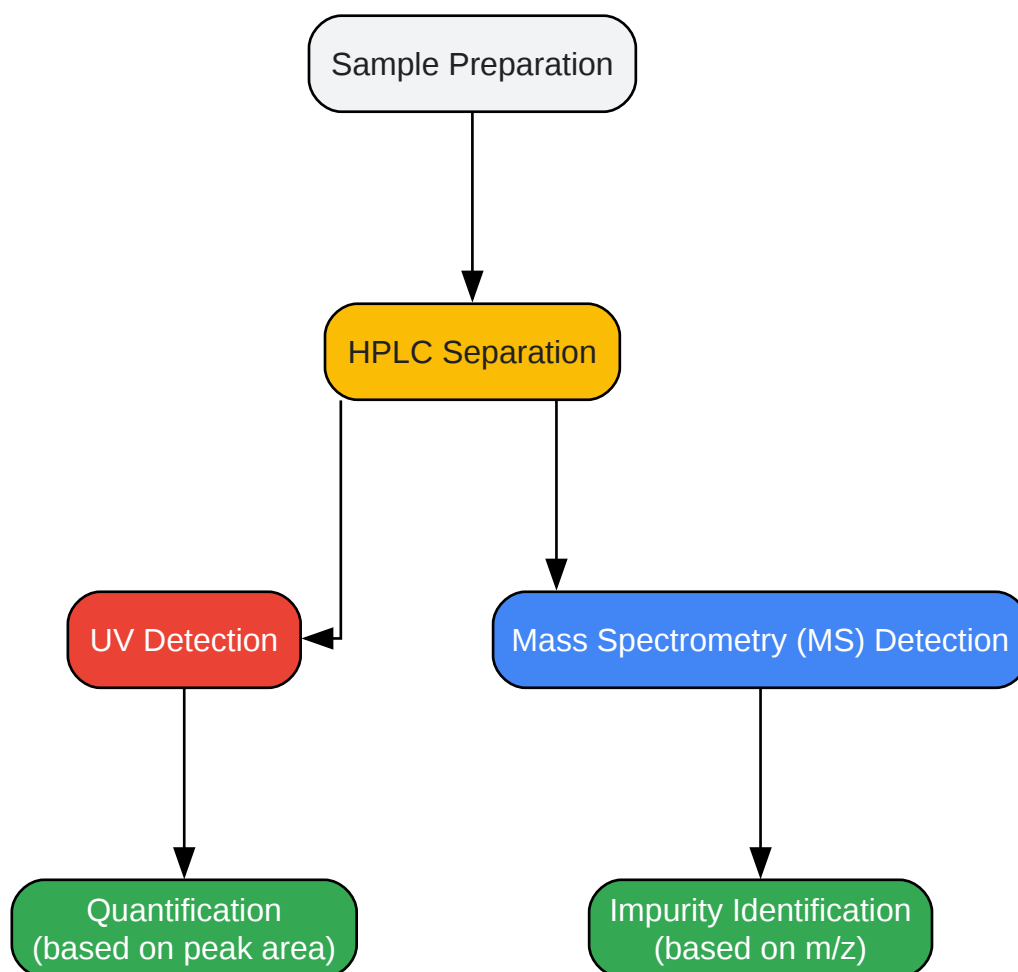 Sample Preparation
HPLC Separation
UV Detection
Mass Spectrometry (MS) Detection
Quantification
(based on peak area)
Impurity Identification
(based on m/z)